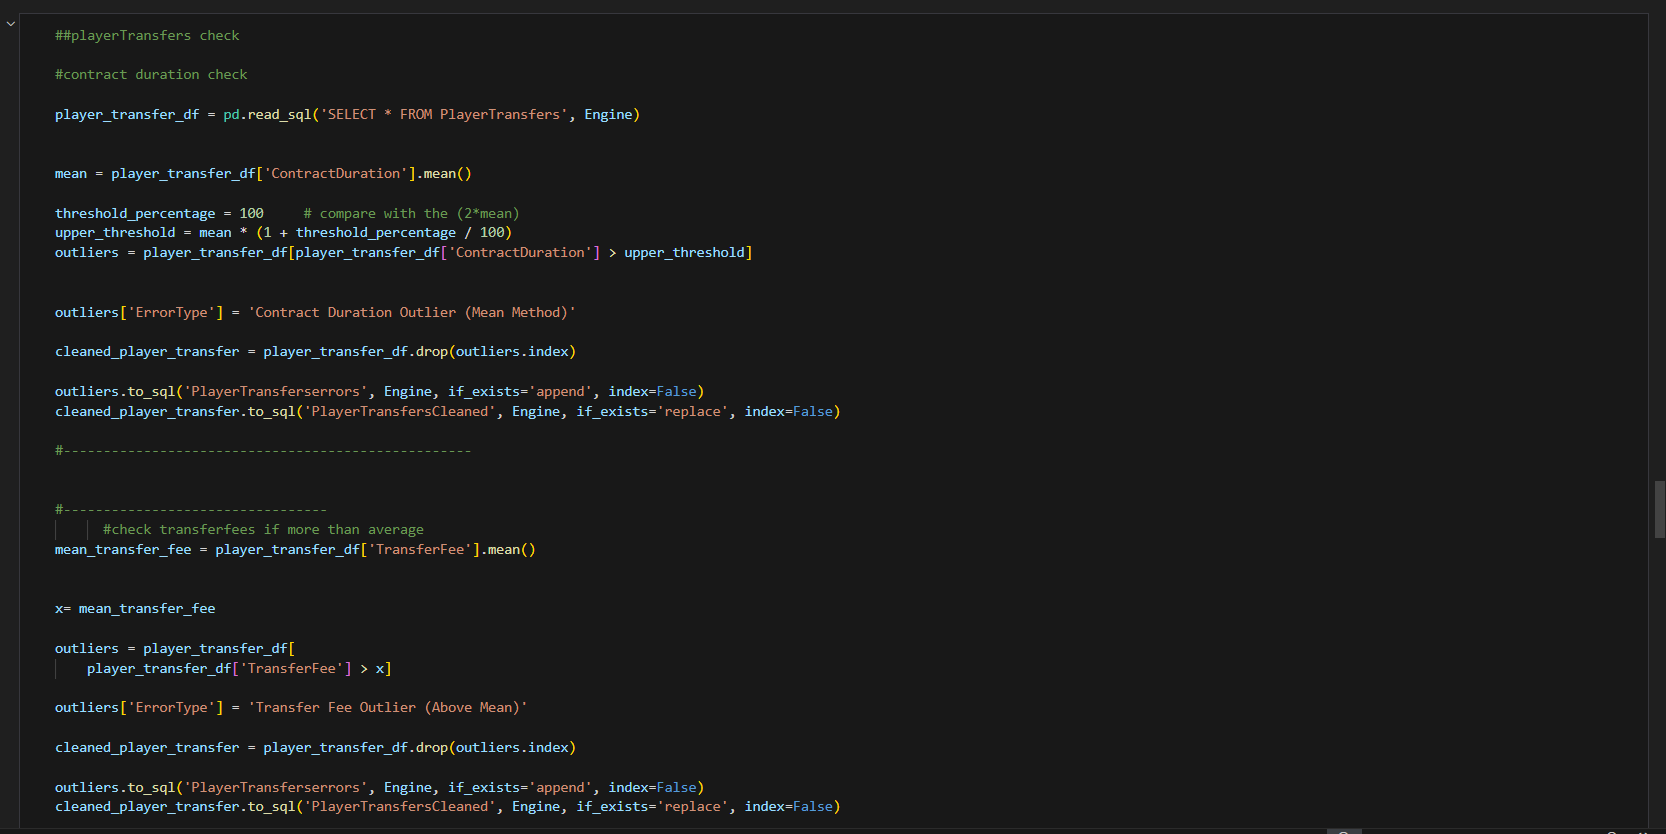 ##playerTransfers check
#contract duration check
player_transfer_df = pd.read_sql('SELECT * FROM PlayerTransfers', Engine)
mean = player_transfer_df['ContractDuration'].mean()
threshold_percentage = 100     # compare with the (2*mean)
upper_threshold = mean * (1 + threshold_percentage / 100)
outliers = player_transfer_df[player_transfer_df['ContractDuration'] > upper_threshold]
outliers['ErrorType'] = 'Contract Duration Outlier (Mean Method)'
cleaned_player_transfer = player_transfer_df.drop(outliers.index)
outliers.to_sql('PlayerTransferserrors', Engine, if_exists='append', index=False)
cleaned_player_transfer.to_sql('PlayerTransfersCleaned', Engine, if_exists='replace', index=False)
#---------------------------------------------------
#---------------------------------
#check transferfees if more than average
mean_transfer_fee = player_transfer_df['TransferFee'].mean()
x= mean_transfer_fee
outliers = player_transfer_df[
    player_transfer_df['TransferFee'] > x]
outliers['ErrorType'] = 'Transfer Fee Outlier (Above Mean)'
cleaned_player_transfer = player_transfer_df.drop(outliers.index)
outliers.to_sql('PlayerTransferserrors', Engine, if_exists='append', index=False)
cleaned_player_transfer.to_sql('PlayerTransfersCleaned', Engine, if_exists='replace', index=False)